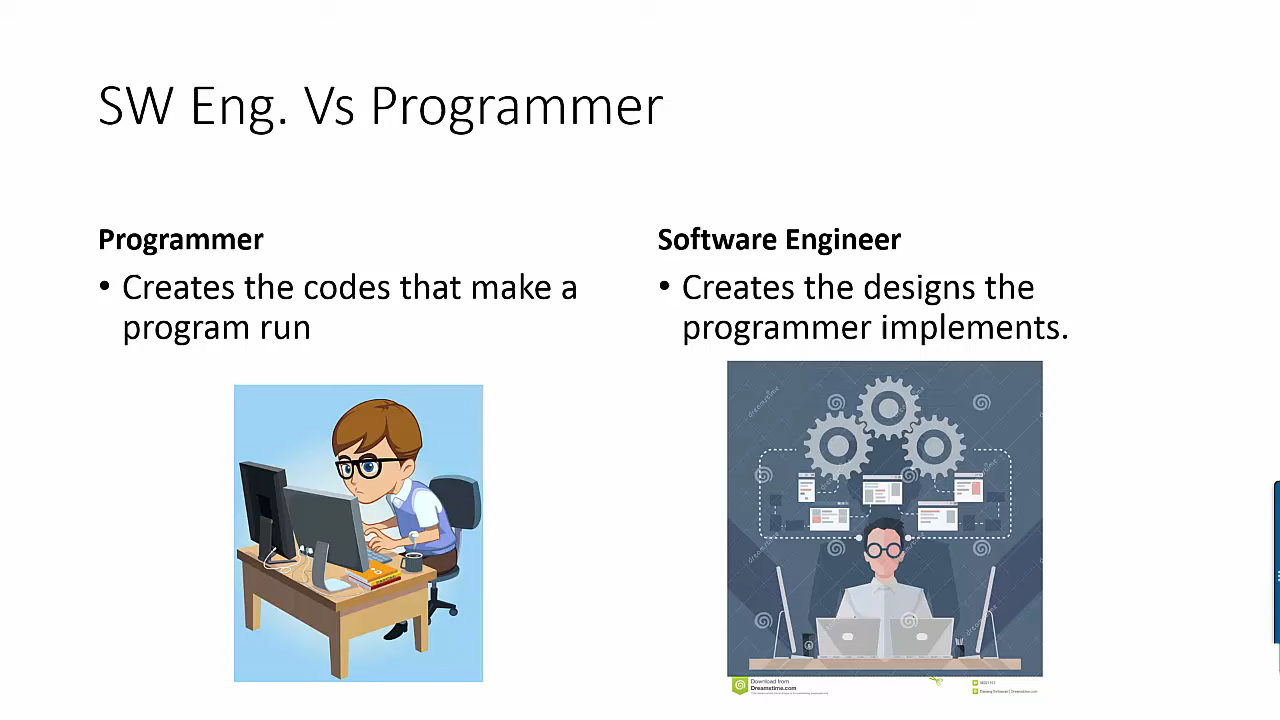 SW Eng. Vs Programmer
Programmer
• Creates the codes that make a
program run
Software Engineer
• Creates the designs the
programmer implements.
Download from
Dreamstime.com